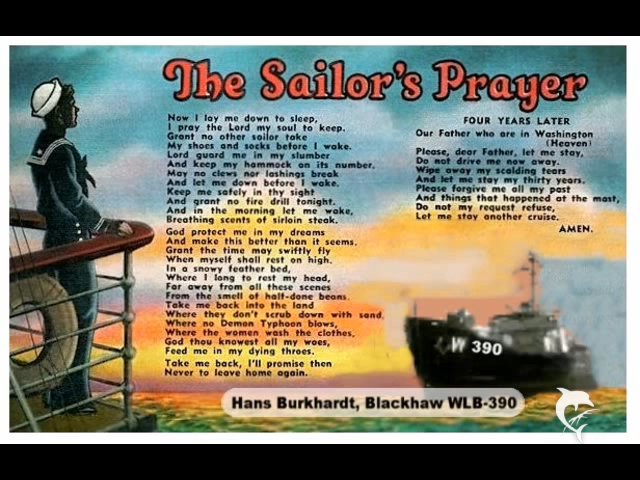 The Sailor's Prayer
Now I lay me down to sleep,
I pray the Lord my soul to keep.
Grant no other sailor take
My shoes and socks before I wake.
Lord guard me in my slumber
And keep my hammock on its number.
May no clews nor lashings break
And let me down before I wake.
Keep me safely in thy sight
And grant no fire drill tonight.
And in the morning let me wake,
Breathing scents of sirloin steak.
God protect me in my dreams
And make this better than it seems.
Grant the time may swiftly fly
When myself shall rest on high.
In a snowy feather bed,
Where I long to rest my head,
Far away from all these scenes
From the smell of half-done beans.
Take me back into the land
Where they don't scrub down with sand,
Where no Demon Typhoon blows,
Where the women wash the clothes,
God thou knowest all my woes,
Feed me in my dying throes.
Take me back, I'll promise then
Never to leave home again.
FOUR YEARS LATER
Our Father who are in Washington
(Heaven)
Please, dear Father, let me stay,
Do not drive me now away.
Wipe away my scalding tears
And let me stay my thirty years.
Please forgive me all my past
And things that happened at the mast,
Do not my request refuse,
Let me stay another cruise.
AMEN.
W 390
Hans Burkhardt, Blackhaw WLB-390